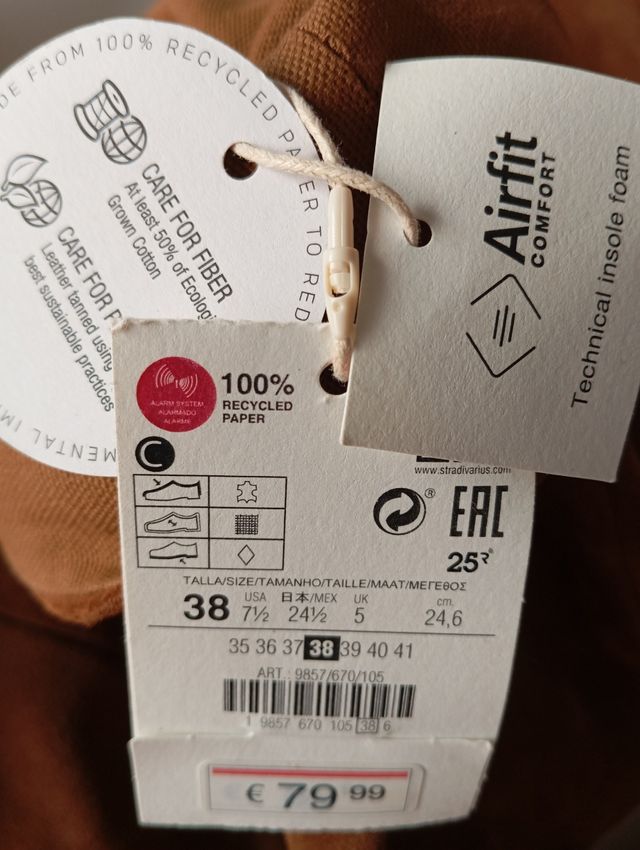 DE FROM 100% RECYCLED PAPER TO RED
MENTAL IM
CARE FOR FIBER
At least 50% of Ecologi
Grown Cotton
CARE FOR F
Leather tanned using
best sustainable practices
Airfit
COMFORT
Technical insole foam
ALARM SYSTEM
ALARMADO
ALARME
100%
RECYCLED
PAPER
C
www.stradivarius.com
® EAC
25R
TALLA/SIZE/TAMANHO/TAILLE/MAAT/ΜΕΓΕΘΟΣ
38 USA 7½ 日本/MEX 24½ UK 5 cm. 24,6
35 36 37 38 39 40 41
ART.: 9857/670/105
1 9857 670 105 38 6
€ 79 99